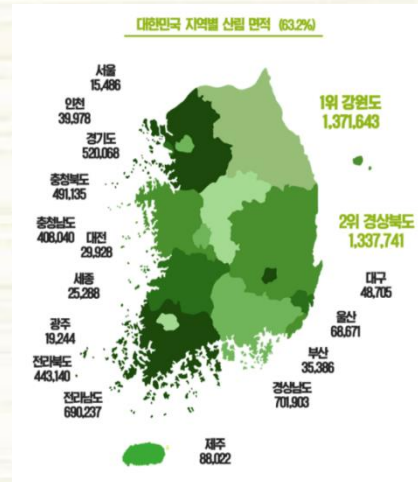 대한민국 지역별 산림 면적 (63.2%)
서울
15,486
인천
39,978
경기도
520,068
충청북도
491,135
충청남도
408,040
대전
29,928
세종
25,288
광주
19,244
전라북도
443,140
전라남도
690,237
1위 강원도
1,371,643
2위 경상북도
1,337,741
대구
48,705
울산
68,671
부산
35,386
경상남도
701,903
제주
88,022